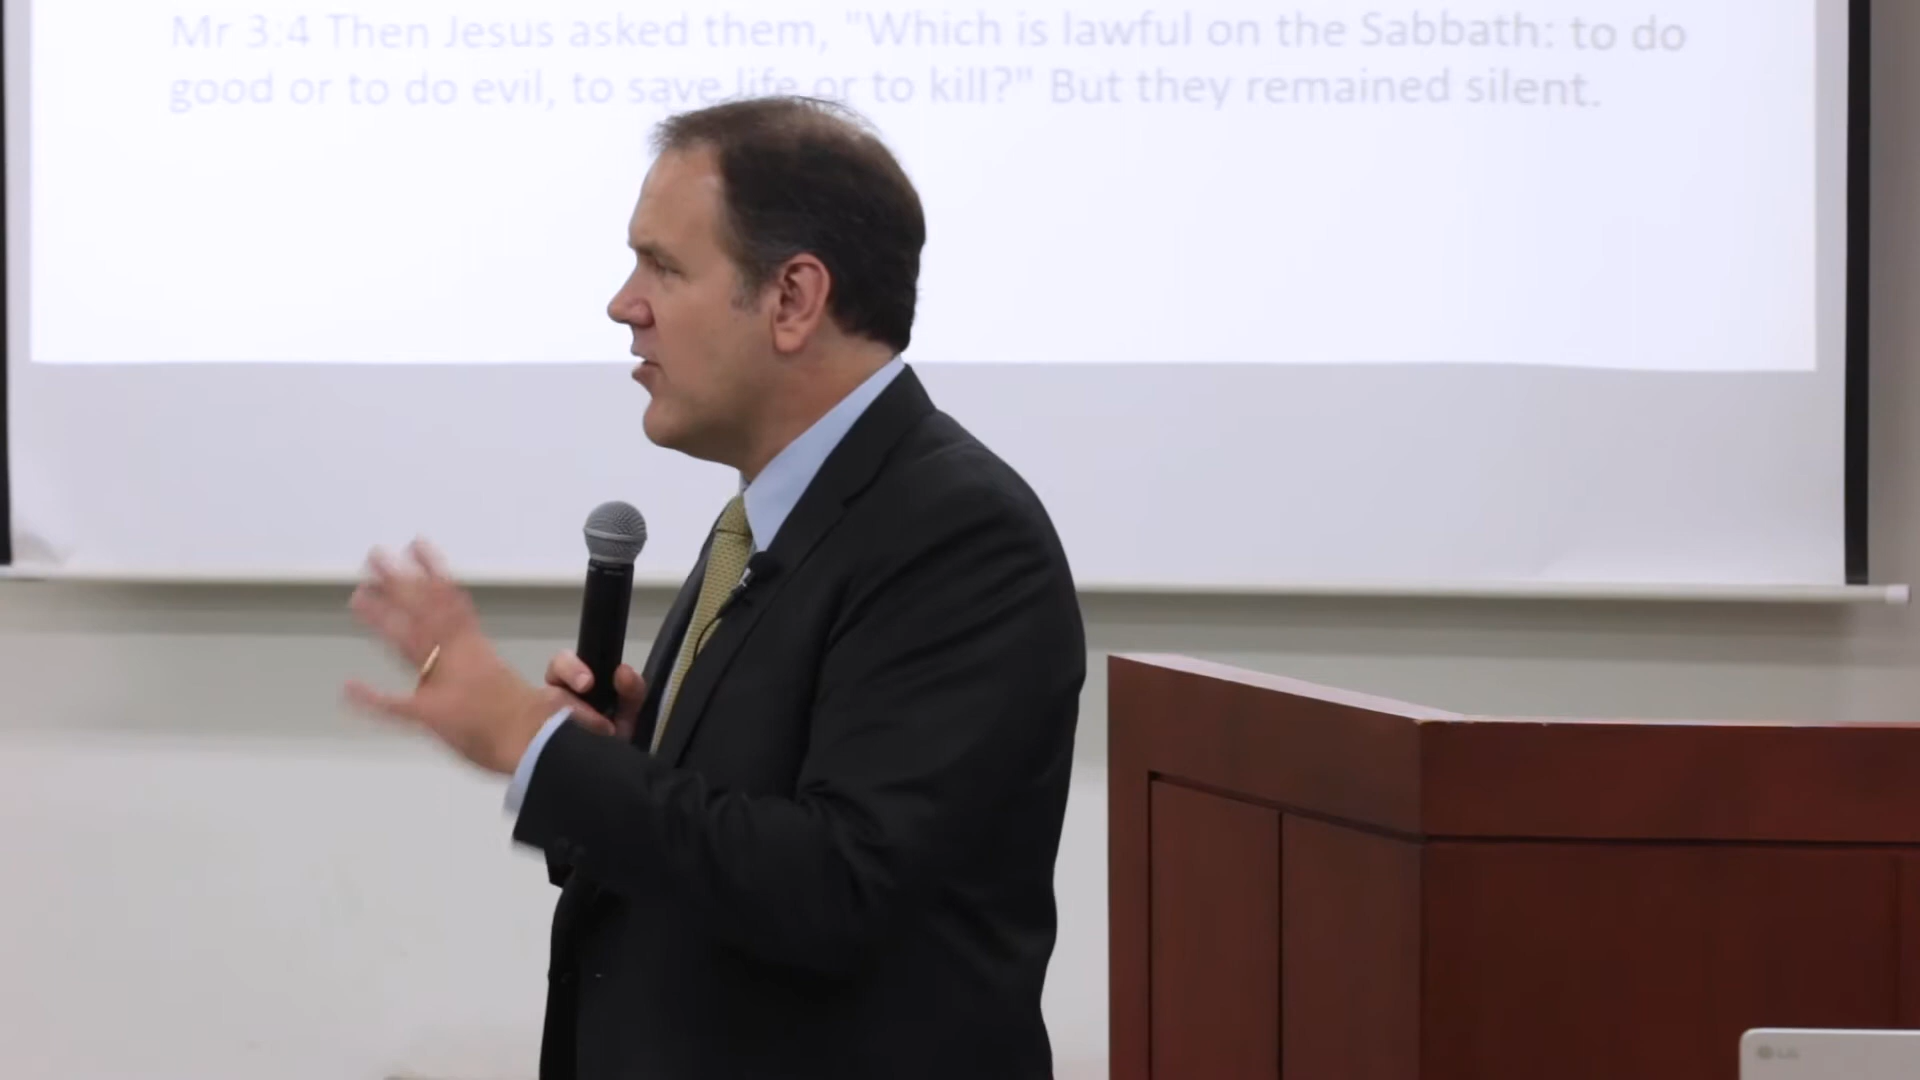 Mr 3:4 Then Jesus asked them, "Which is lawful on the Sabbath: to do
good or to do evil, to save life or to kill?" But they remained silent.
LG